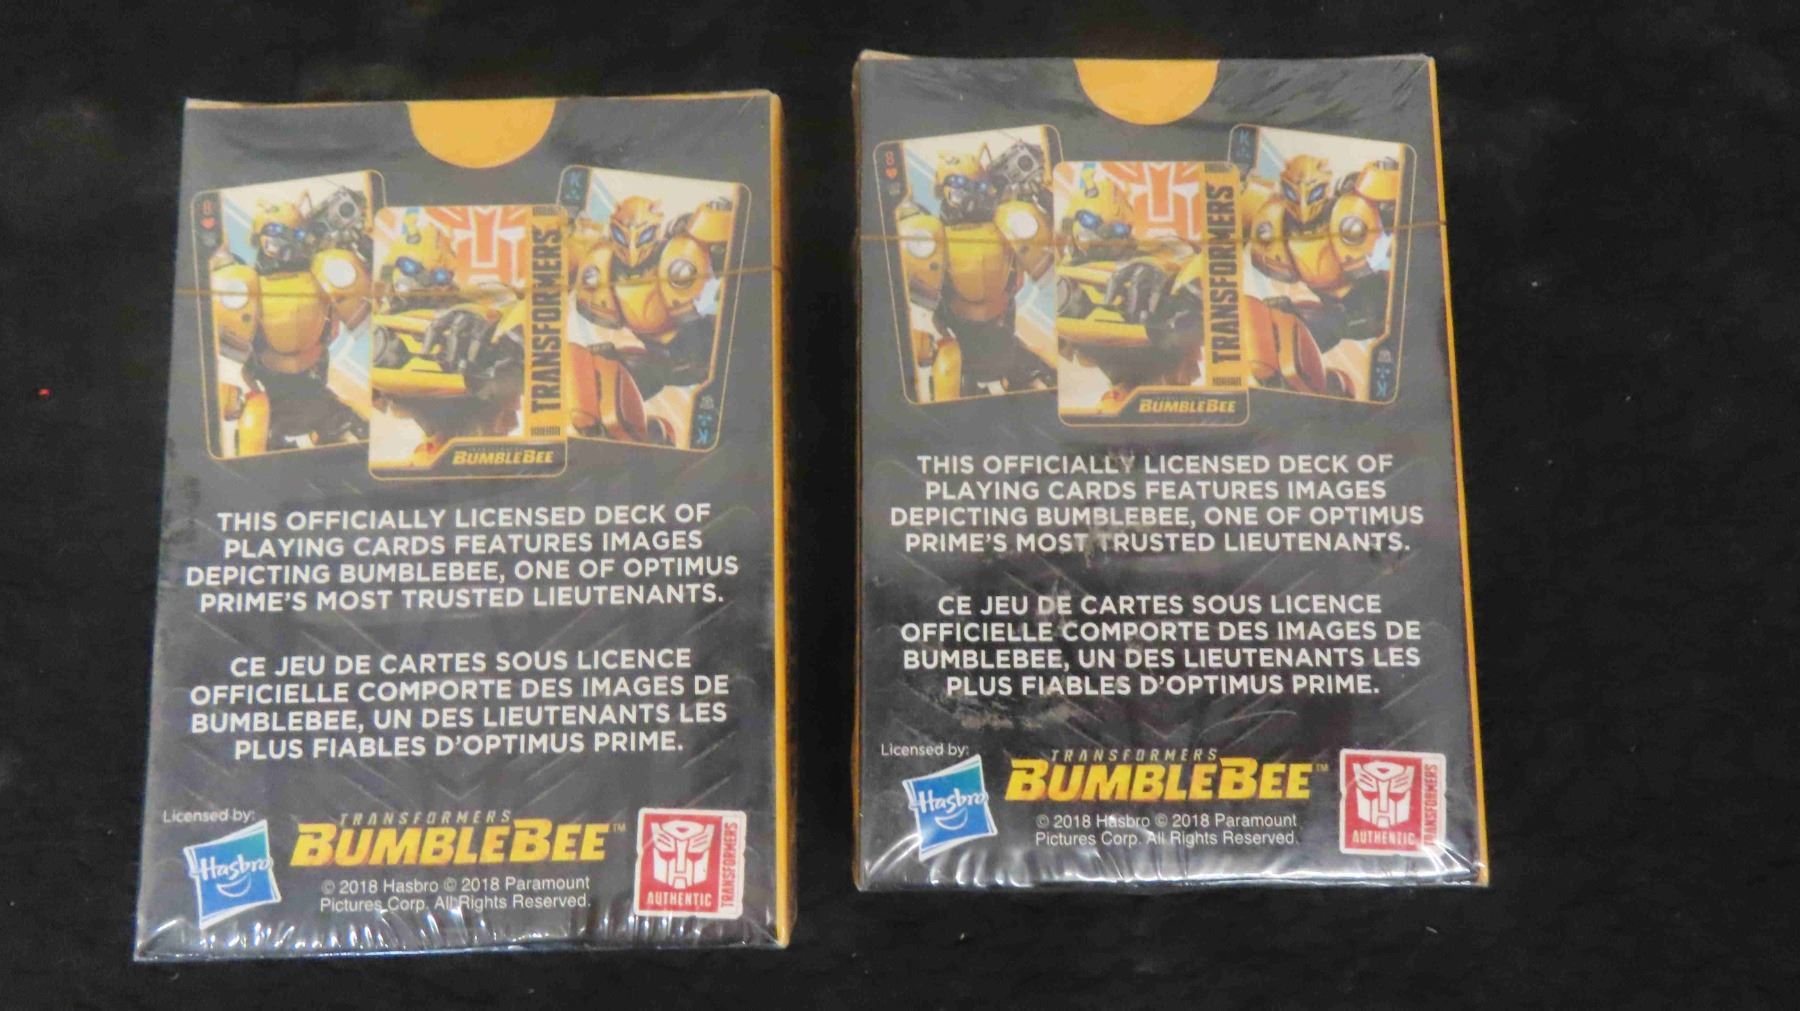 8
K
TRANSFORMERS
BUMBLEBEE
K
THIS OFFICIALLY LICENSED DECK OF
PLAYING CARDS FEATURES IMAGES
DEPICTING BUMBLEBEE, ONE OF OPTIMUS
PRIME'S MOST TRUSTED LIEUTENANTS.
CE JEU DE CARTES SOUS LICENCE
OFFICIELLE COMPORTE DES IMAGES DE
BUMBLEBEE, UN DES LIEUTENANTS LES
PLUS FIABLES D'OPTIMUS PRIME.
Licensed by:
Hasbro
TRANSFORMERS
BUMBLEBEE™
© 2018 Hasbro © 2018 Paramount
Pictures Corp. All Rights Reserved.
AUTHENTIC
TRANSFORMERS
8
K
TRANSFORMERS
BUMBLEBEE
K
THIS OFFICIALLY LICENSED DECK OF
PLAYING CARDS FEATURES IMAGES
DEPICTING BUMBLEBEE, ONE OF OPTIMUS
PRIME'S MOST TRUSTED LIEUTENANTS.
CE JEU DE CARTES SOUS LICENCE
OFFICIELLE COMPORTE DES IMAGES DE
BUMBLEBEE, UN DES LIEUTENANTS LES
PLUS FIABLES D'OPTIMUS PRIME.
Licensed by:
Hasbro
TRANSFORMERS
BUMBLEBEE™
© 2018 Hasbro © 2018 Paramount
Pictures Corp. All Rights Reserved.
AUTHENTIC
TRANSFORMERS